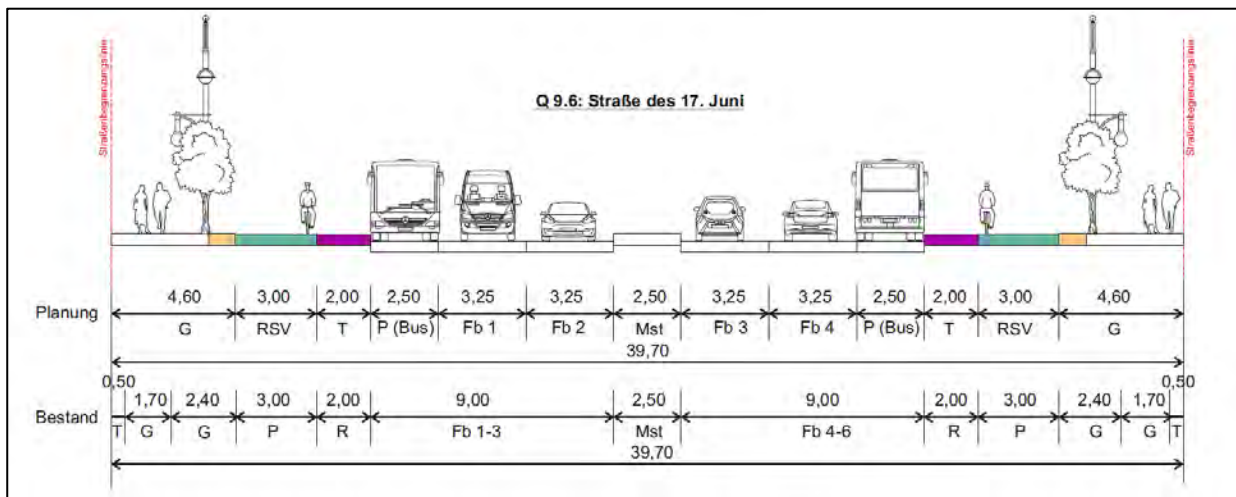 Straßenbegrenzungslinie
Straßenbegrenzungslinie
Q 9.6: Straße des 17. Juni
Planung
4,60 3,00 2,00 2,50 3,25 3,25 2,50 3,25 3,25 2,50 2,00 3,00 4,60
G RSV T P (Bus) Fb 1 Fb 2 Mst Fb 3 Fb 4 P (Bus) T RSV G
39,70
0,50 0,50
Bestand
1,70 2,40 3,00 2,00 9,00 2,50 9,00 2,00 3,00 2,40 1,70
T G G P R Fb 1-3 Mst Fb 4-6 R P G G T
39,70